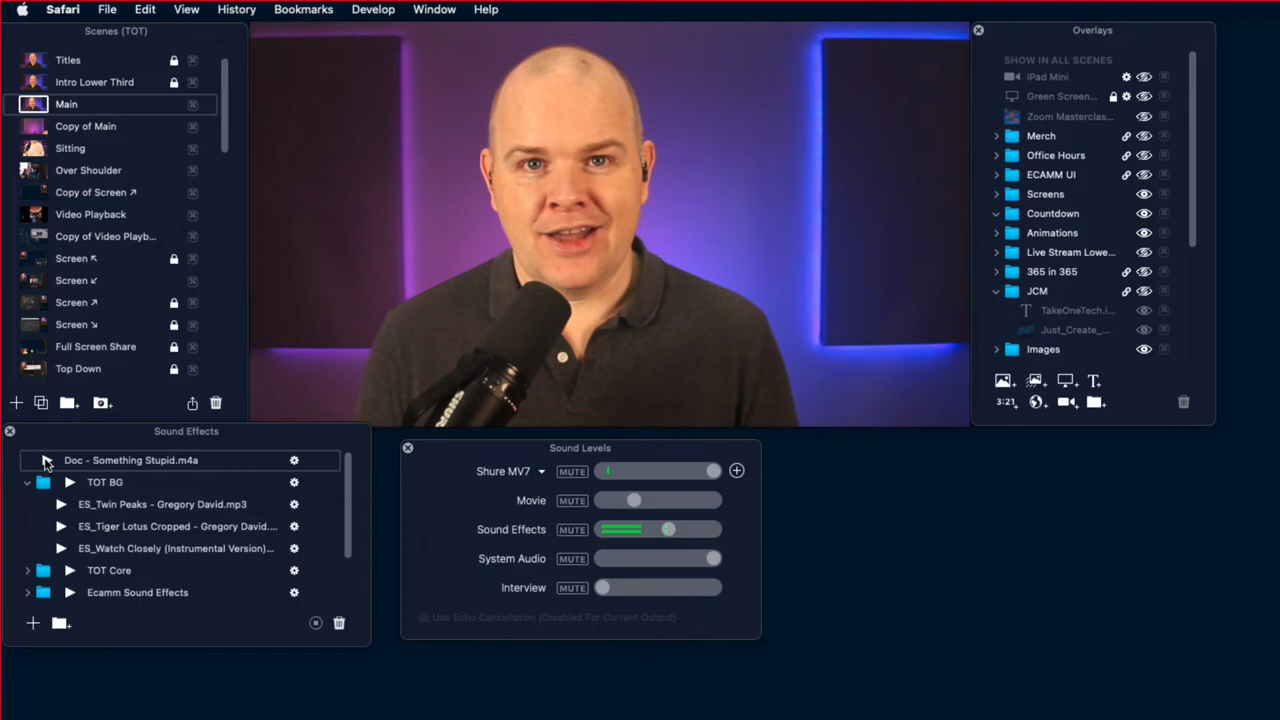 Safari File Edit View History Bookmarks Develop Window Help
Scenes (TOT)
Titles
Intro Lower Third
Main
Copy of Main
Sitting
Over Shoulder
Copy of Screen ↗
Video Playback
Copy of Video Playb...
Screen ↖
Screen ↙
Screen ↗
Screen ↘
Full Screen Share
Top Down
Overlays
SHOW IN ALL SCENES
iPad Mini
Green Screen...
Zoom Masterclas...
Merch
Office Hours
ECAMM UI
Screens
Countdown
Animations
Live Stream Lowe...
365 in 365
JCM
TakeOneTech.i...
Just_Create_...
Images
3:21
Sound Effects
Doc - Something Stupid.m4a
TOT BG
ES_Twin Peaks - Gregory David.mp3
ES_Tiger Lotus Cropped - Gregory David....
ES_Watch Closely (Instrumental Version)...
TOT Core
Ecamm Sound Effects
Sound Levels
Shure MV7 MUTE
Movie MUTE
Sound Effects MUTE
System Audio MUTE
Interview MUTE
Use Echo Cancellation (Disabled For Current Output)